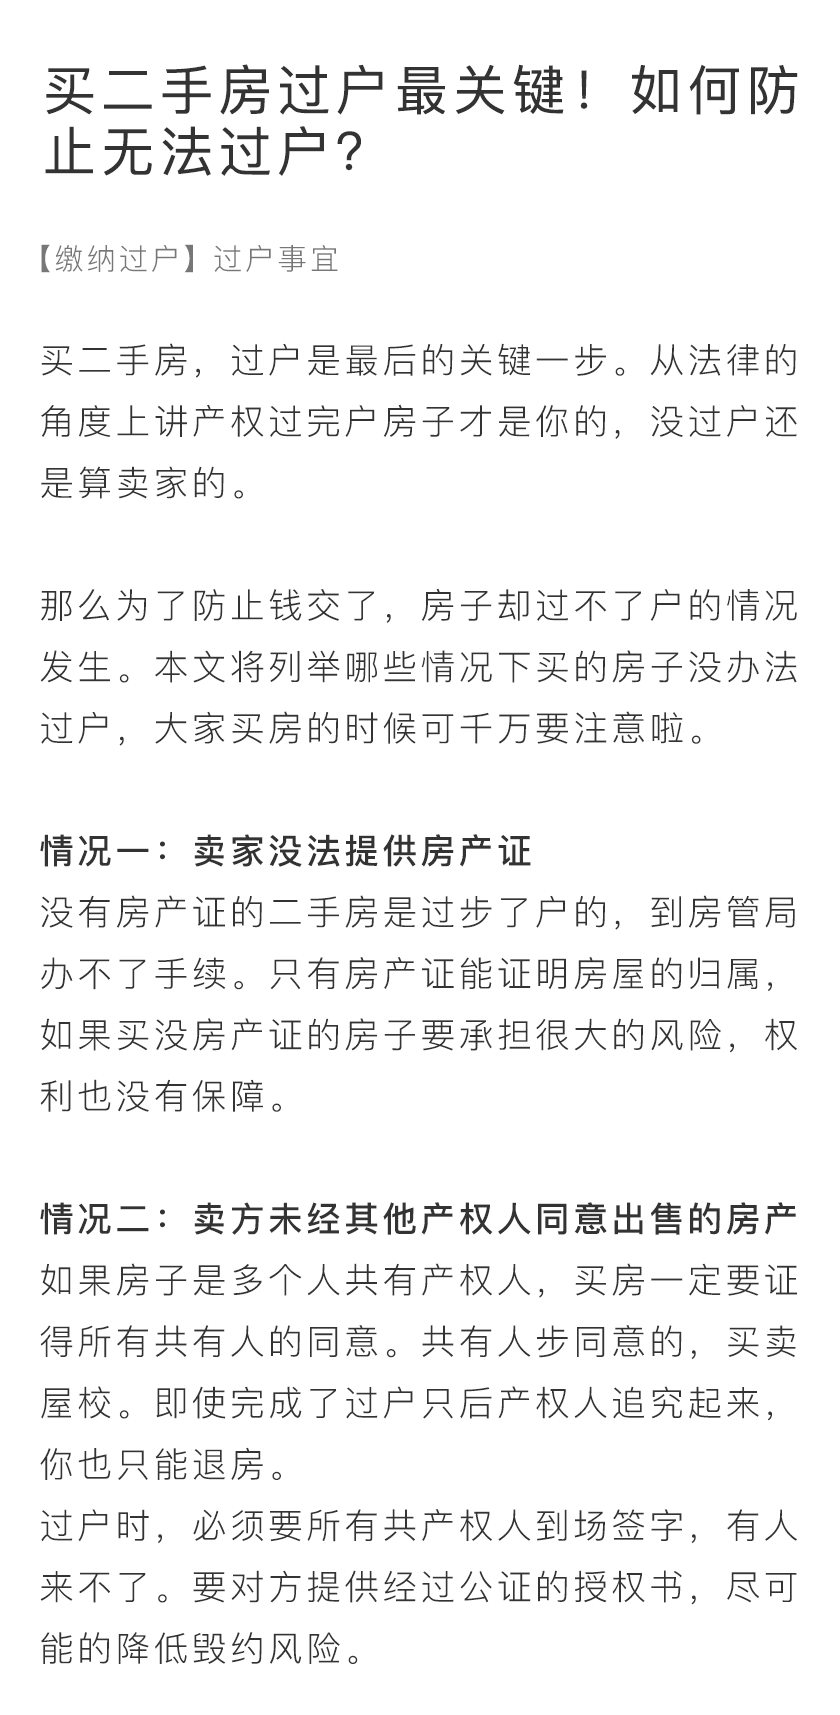 买二手房过户最关键！如何防
止无法过户？
【缴纳过户】过户事宜
买二手房，过户是最后的关键一步。从法律的
角度上讲产权过完户房子才是你的，没过户还
是算卖家的。
那么为了防止钱交了，房子却过不了户的情况
发生。本文将列举哪些情况下买的房子没办法
过户，大家买房的时候可千万要注意啦。
情况一：卖家没法提供房产证
没有房产证的二手房是过步了户的，到房管局
办不了手续。只有房产证能证明房屋的归属，
如果买没房产证的房子要承担很大的风险，权
利也没有保障。
情况二：卖方未经其他产权人同意出售的房产
如果房子是多个人共有产权人，买房一定要证
得所有共有人的同意。共有人步同意的，买卖
屋校。即使完成了过户只后产权人追究起来，
你也只能退房。
过户时，必须要所有共产权人到场签字，有人
来不了。要对方提供经过公证的授权书，尽可
能的降低毁约风险。